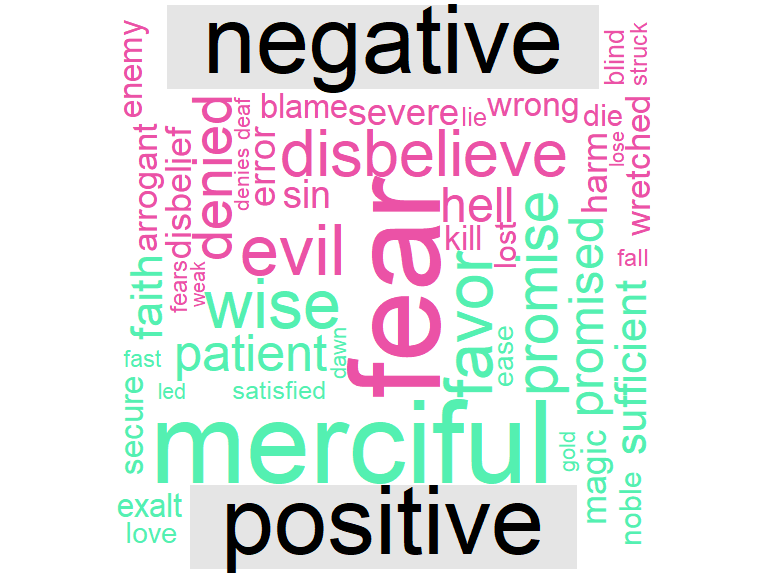 negative
enemy
blind
struck
blame
severe
lie
wrong
die
arrogant
disbelief
denied
denies
deaf
error
disbelieve
sin
harm
lose
wretched
hell
kill
lost
evil
fear
fears
weak
fall
faith
wise
favor
promise
promised
sufficient
patient
dawn
ease
fast
led
satisfied
secure
merciful
gold
magic
noble
exalt
love
positive